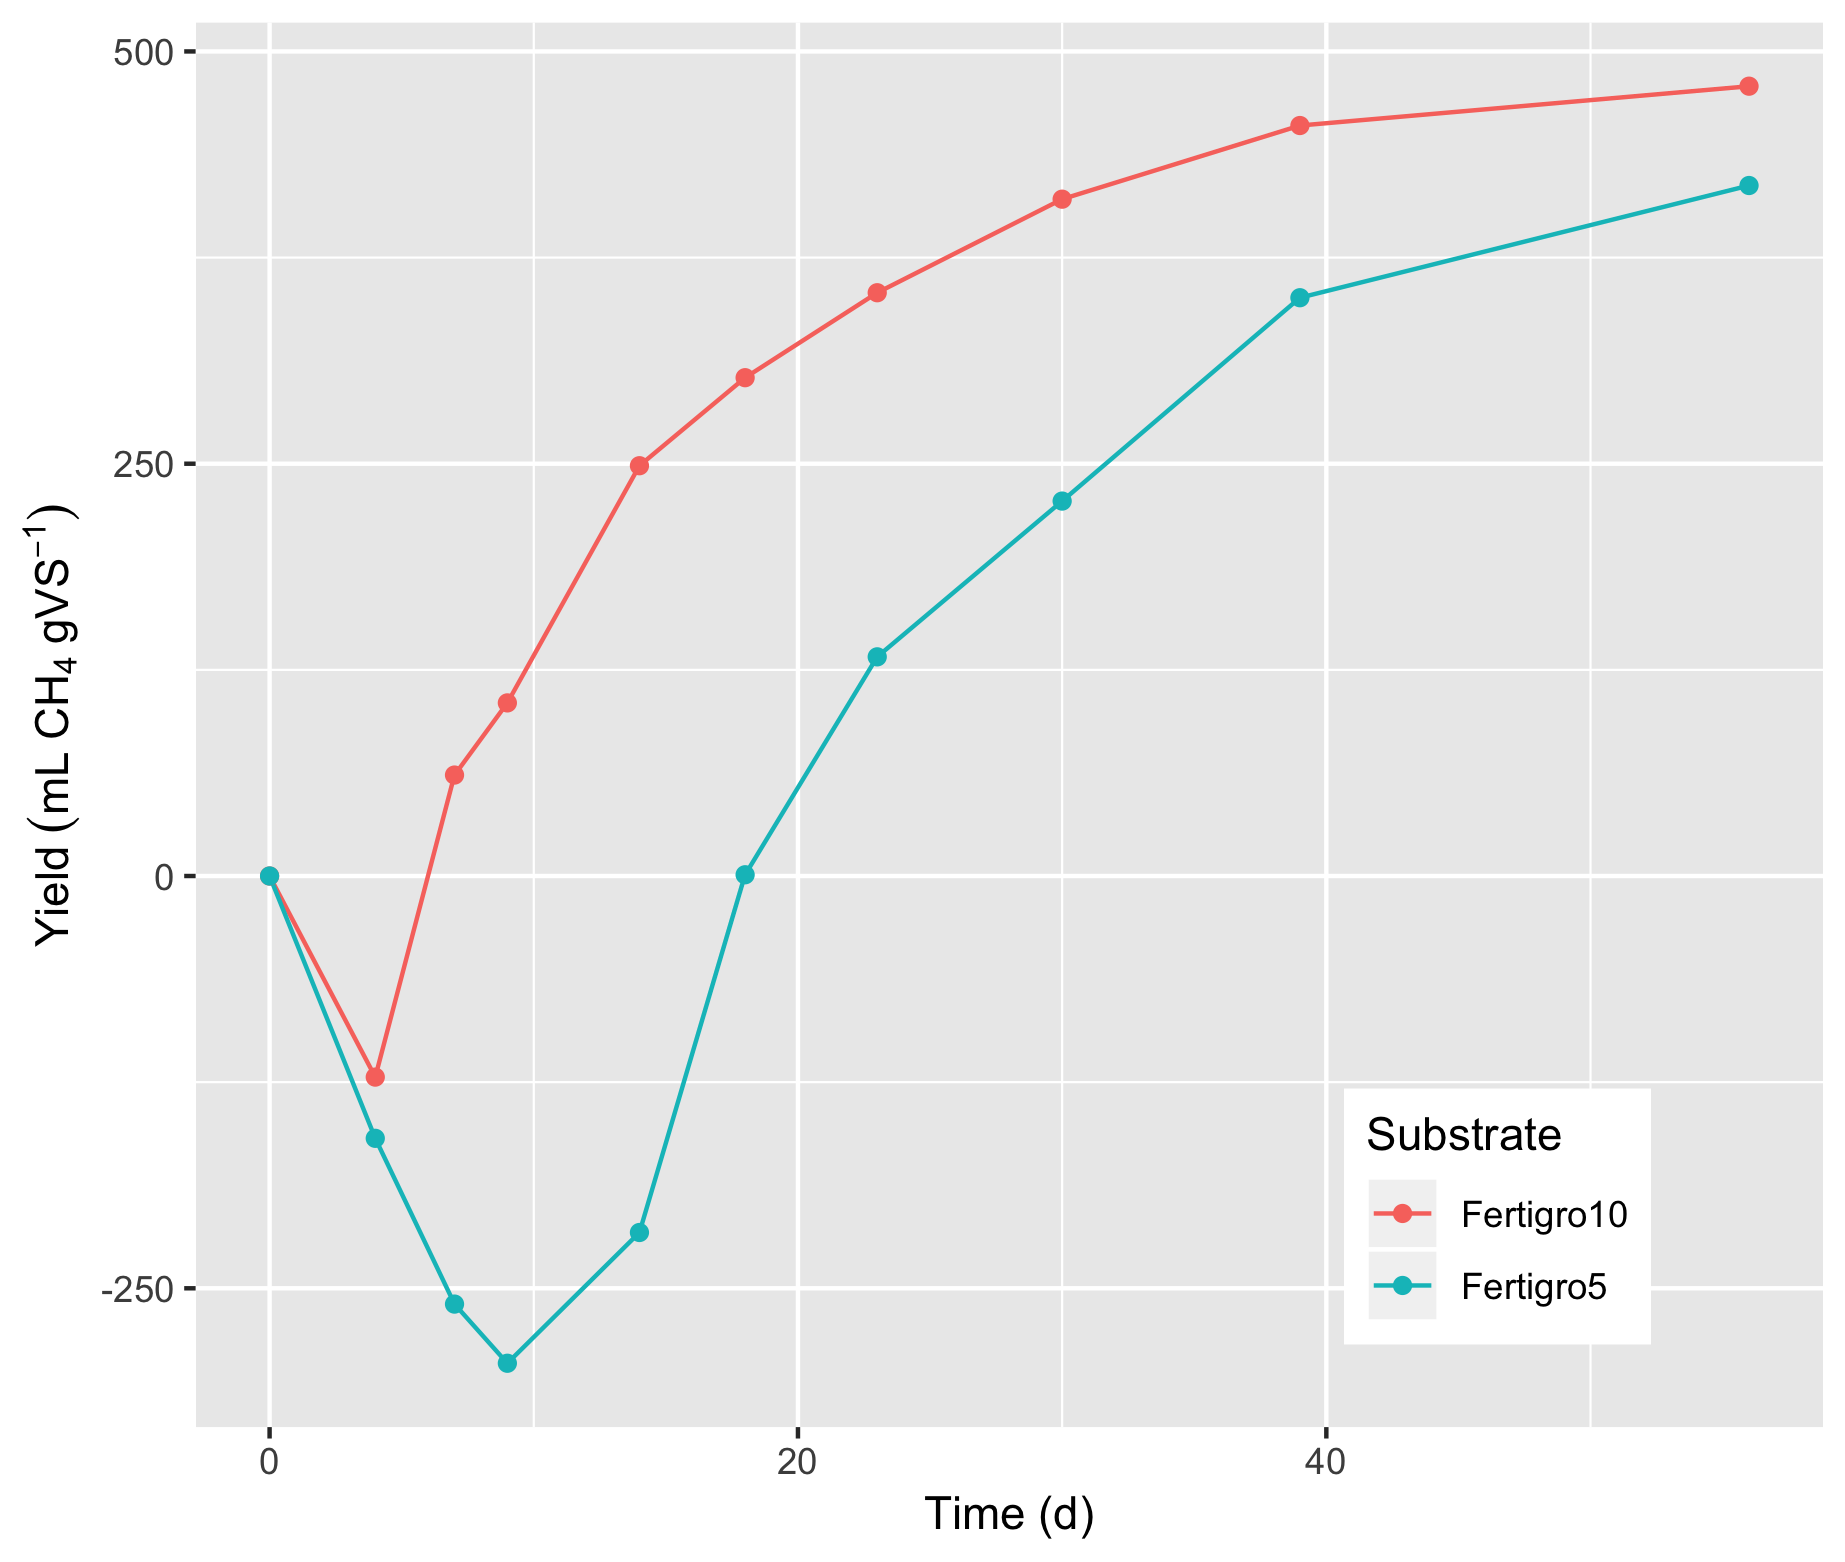 500
250
0
-250
Yield (mL CH₄ gVS⁻¹)
Substrate
Fertigro10
Fertigro5
0 20 40
Time (d)